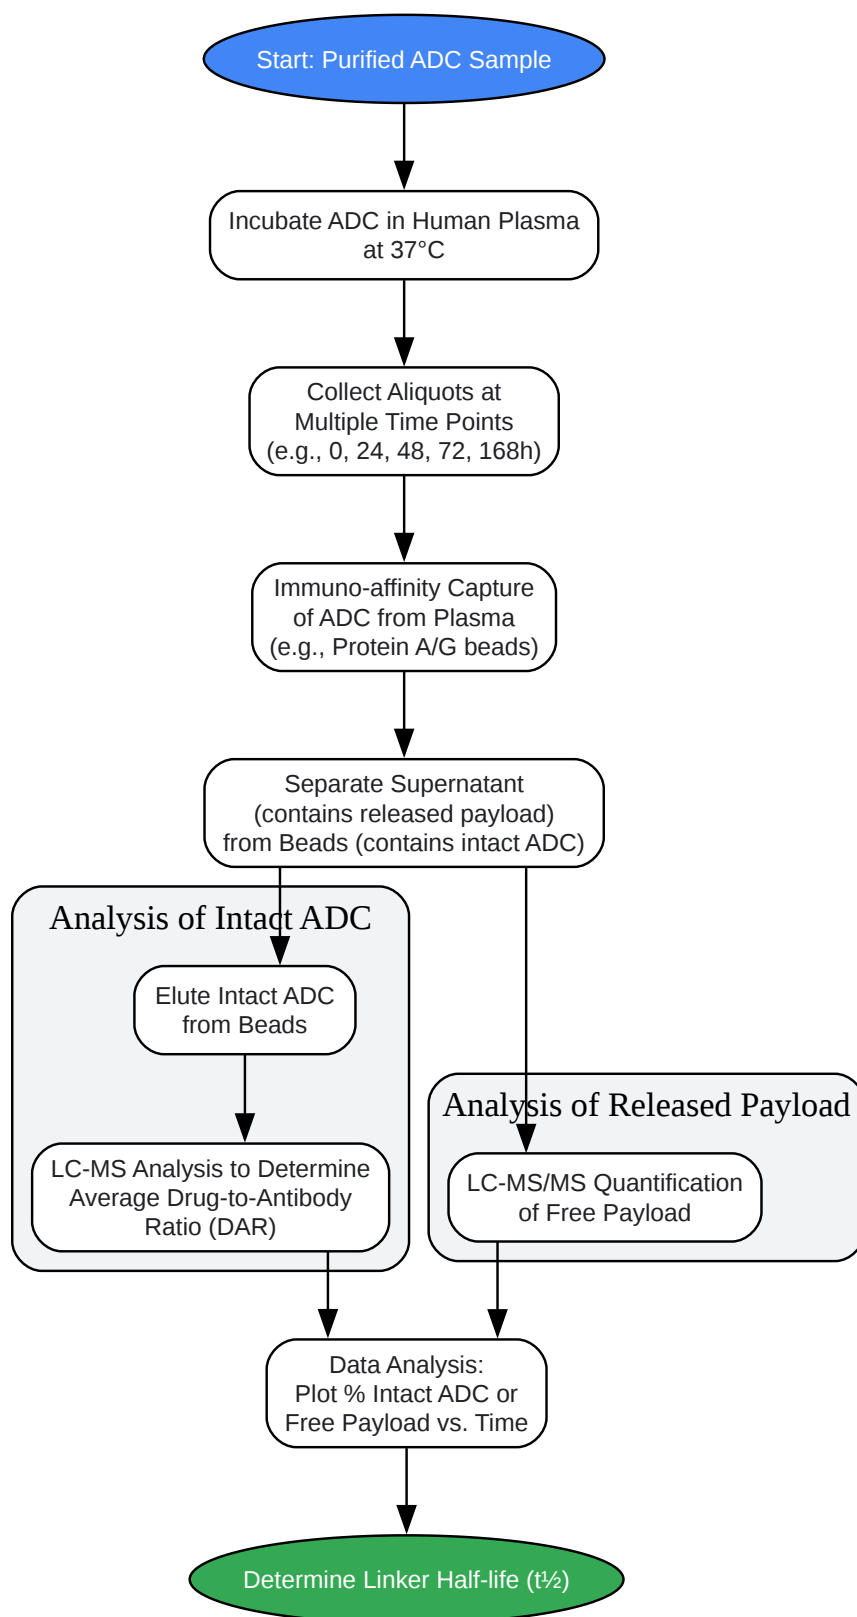 Start: Purified ADC Sample
Incubate ADC in Human Plasma
at 37°C
Collect Aliquots at
Multiple Time Points
(e.g., 0, 24, 48, 72, 168h)
Immuno-affinity Capture
of ADC from Plasma
(e.g., Protein A/G beads)
Separate Supernatant
(contains released payload)
from Beads (contains intact ADC)
Analysis of Intact ADC
Elute Intact ADC
from Beads
LC-MS Analysis to Determine
Average Drug-to-Antibody
Ratio (DAR)
Analysis of Released Payload
LC-MS/MS Quantification
of Free Payload
Data Analysis:
Plot % Intact ADC or
Free Payload vs. Time
Determine Linker Half-life (t½)